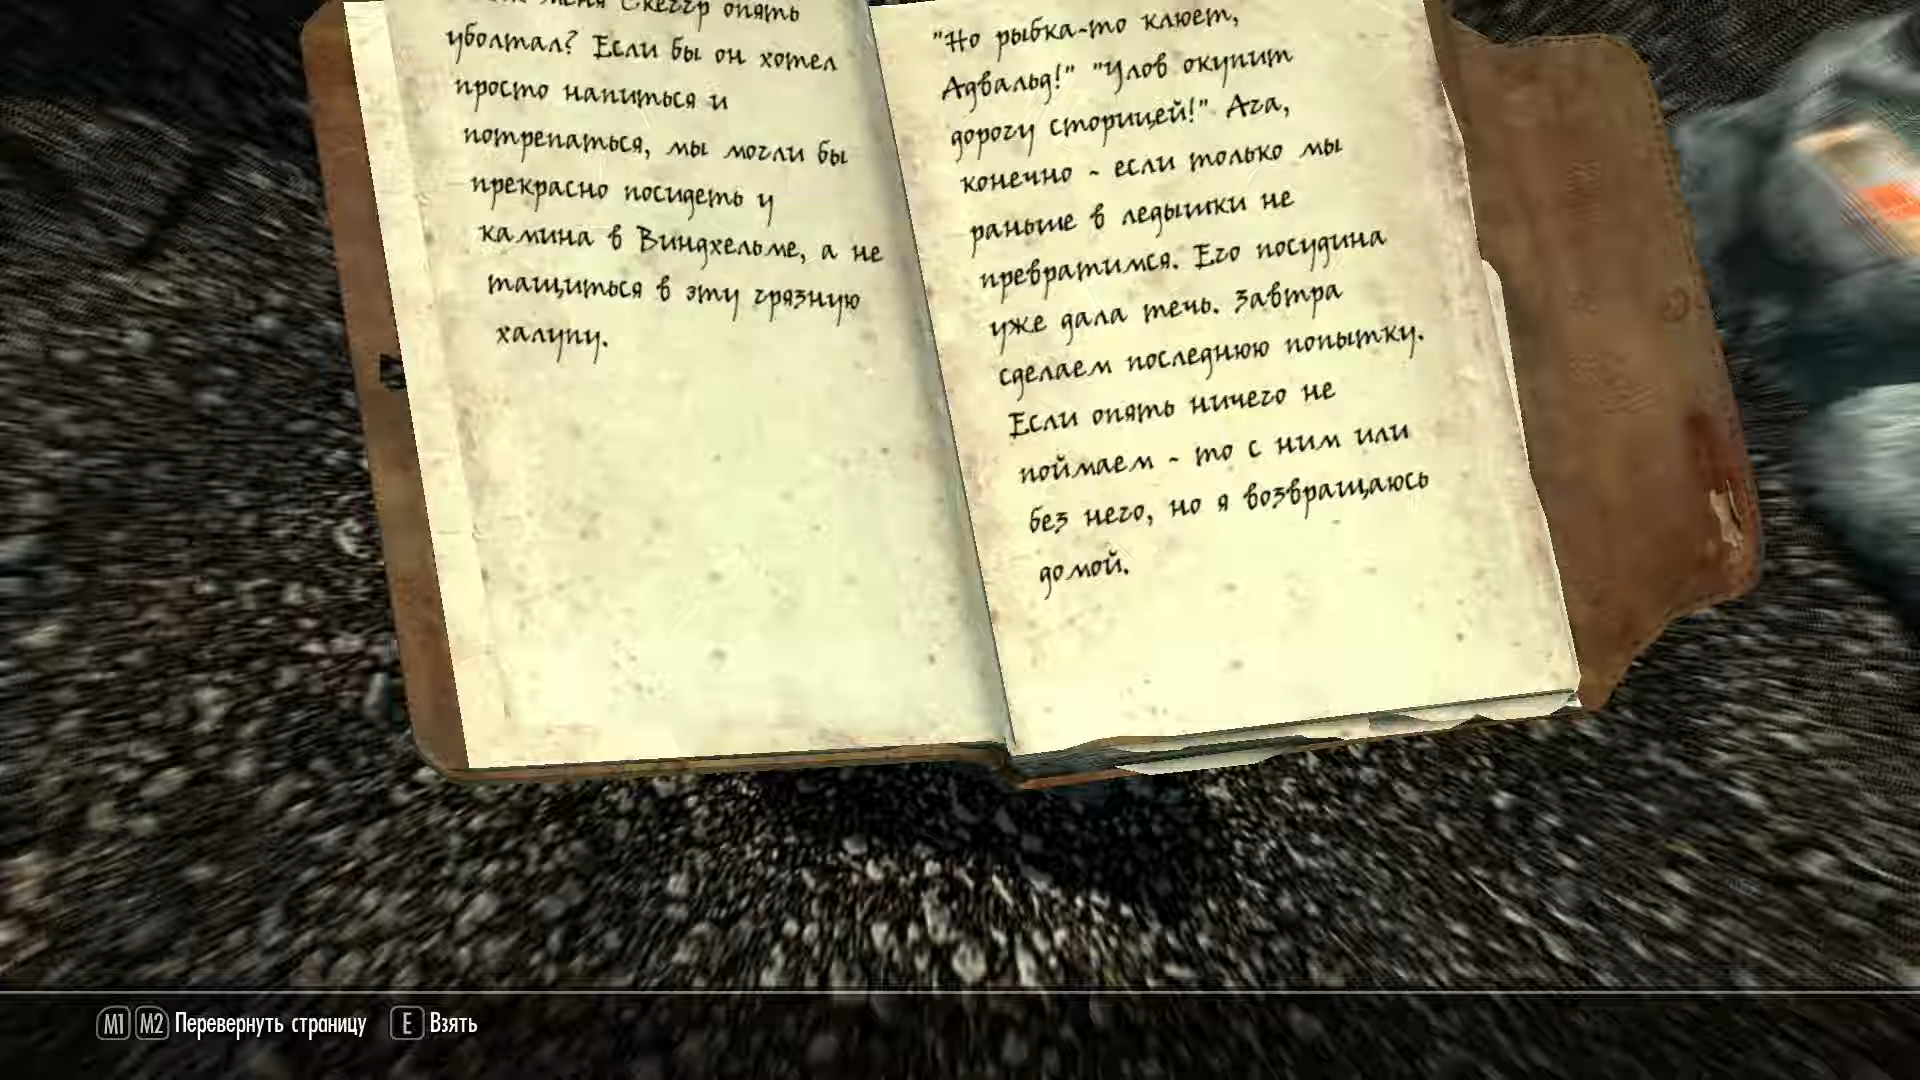 меня Скеггр опять
уболтал? Если бы он хотел
просто напиться и
потрепаться, мы могли бы
прекрасно посидеть у
камина в Виндхельме, а не
тащиться в эту грязную
халупу.
"Но рыбка-то клюет,
Адвальд!" "Улов окупит
дорогу сторицей!" Ага,
конечно - если только мы
раньше в ледышки не
превратимся. Его посудина
уже дала течь. Завтра
сделаем последнюю попытку.
Если опять ничего не
поймаем - то с ним или
без него, но я возвращаюсь
домой.
M1 M2 Перевернуть страницу E Взять